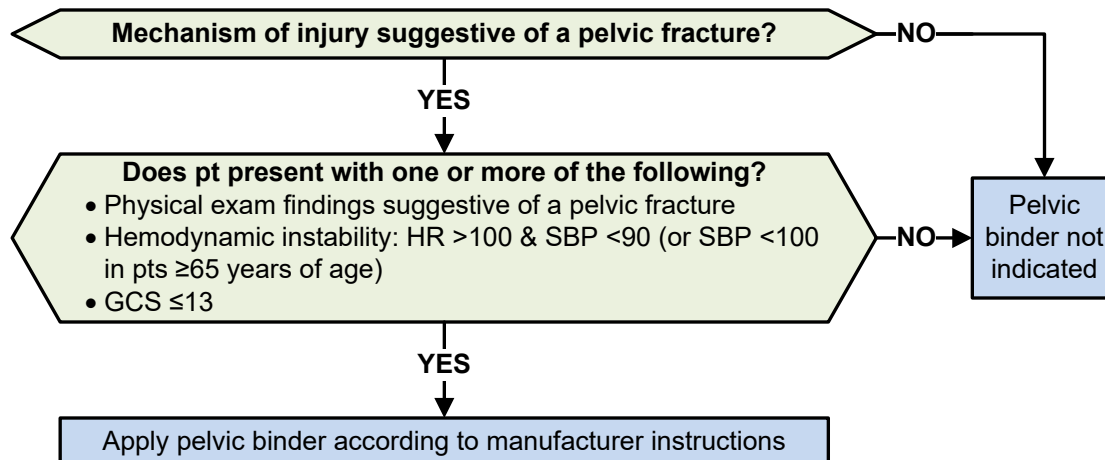 Mechanism of injury suggestive of a pelvic fracture?
NO
YES
Does pt present with one or more of the following?
• Physical exam findings suggestive of a pelvic fracture
• Hemodynamic instability: HR >100 & SBP <90 (or SBP <100
in pts ≥65 years of age)
• GCS ≤13
NO
Pelvic
binder not
indicated
YES
Apply pelvic binder according to manufacturer instructions